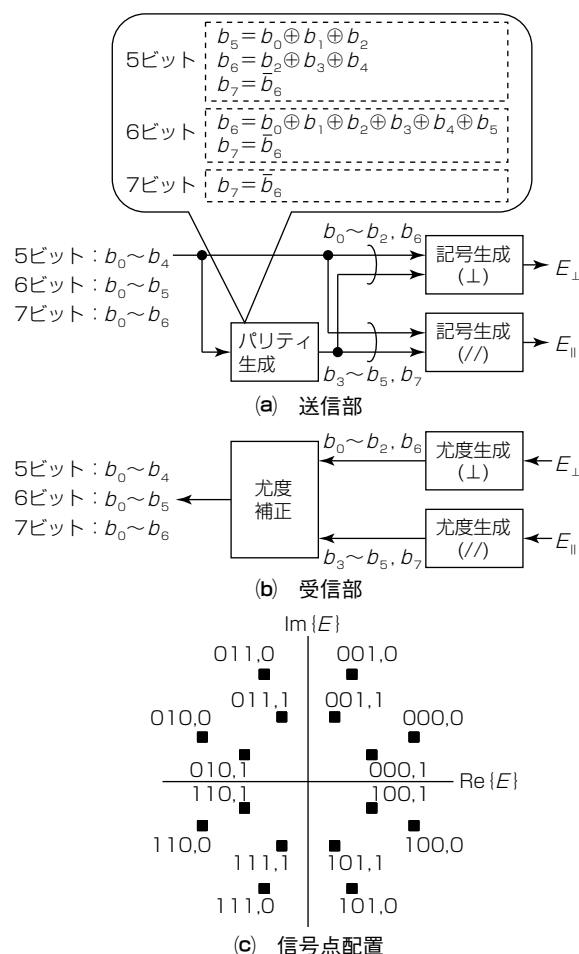 5ビット
b₅=b₀⊕b₁⊕b₂
b₆=b₂⊕b₃⊕b₄
b₇=b̄₆
6ビット
b₆=b₀⊕b₁⊕b₂⊕b₃⊕b₄⊕b₅
b₇=b̄₆
7ビット
b₇=b̄₆
5ビット：b₀～b₄
6ビット：b₀～b₅
7ビット：b₀～b₆
b₀～b₂, b₆
記号生成
(⊥)
E⊥
パリティ
生成
記号生成
(//)
E||
b₃～b₅, b₇
(a) 送信部
5ビット：b₀～b₄
6ビット：b₀～b₅
7ビット：b₀～b₆
尤度
補正
b₀～b₂, b₆
尤度生成
(⊥)
E⊥
尤度生成
(//)
E||
b₃～b₅, b₇
(b) 受信部
Im{E}
011,0 001,0
011,1 001,1
010,0 000,0
010,1 000,1
Re{E}
110,1 100,1
110,0 100,0
111,1 101,1
111,0 101,0
(c) 信号点配置